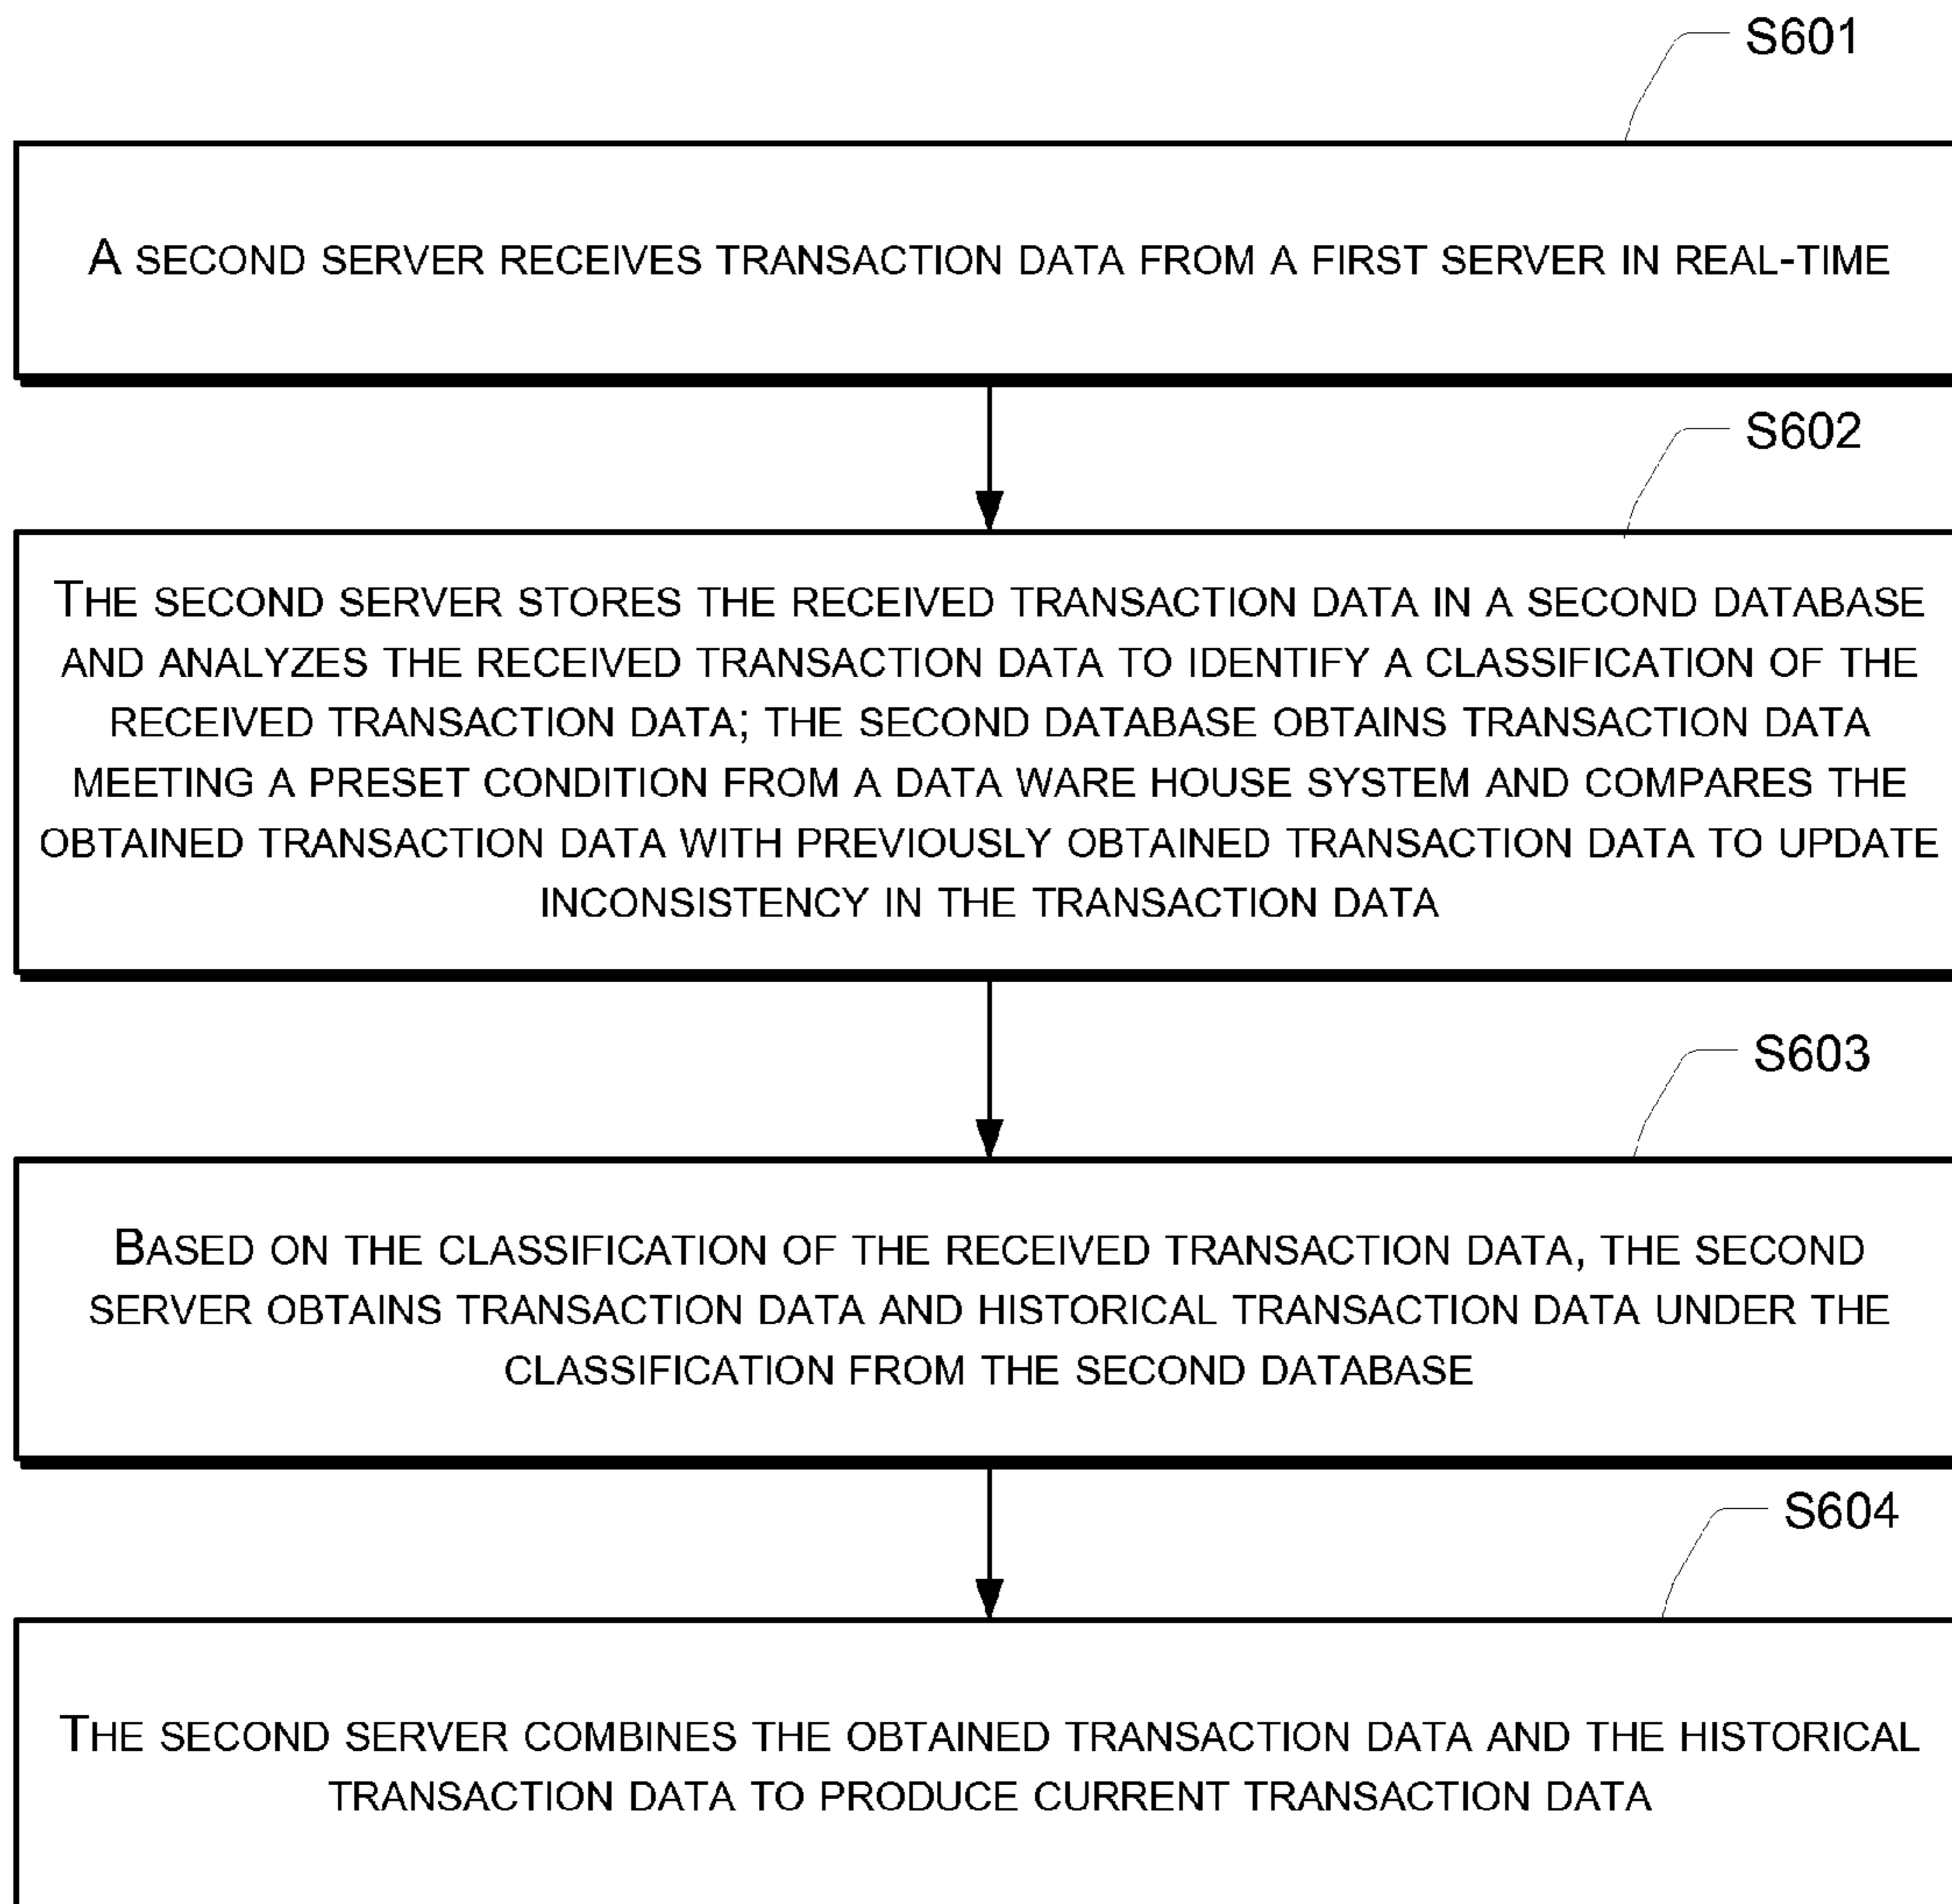 S601
A SECOND SERVER RECEIVES TRANSACTION DATA FROM A FIRST SERVER IN REAL-TIME
S602
THE SECOND SERVER STORES THE RECEIVED TRANSACTION DATA IN A SECOND DATABASE
AND ANALYZES THE RECEIVED TRANSACTION DATA TO IDENTIFY A CLASSIFICATION OF THE
RECEIVED TRANSACTION DATA; THE SECOND DATABASE OBTAINS TRANSACTION DATA
MEETING A PRESET CONDITION FROM A DATA WARE HOUSE SYSTEM AND COMPARES THE
OBTAINED TRANSACTION DATA WITH PREVIOUSLY OBTAINED TRANSACTION DATA TO UPDATE
INCONSISTENCY IN THE TRANSACTION DATA
S603
BASED ON THE CLASSIFICATION OF THE RECEIVED TRANSACTION DATA, THE SECOND
SERVER OBTAINS TRANSACTION DATA AND HISTORICAL TRANSACTION DATA UNDER THE
CLASSIFICATION FROM THE SECOND DATABASE
S604
THE SECOND SERVER COMBINES THE OBTAINED TRANSACTION DATA AND THE HISTORICAL
TRANSACTION DATA TO PRODUCE CURRENT TRANSACTION DATA